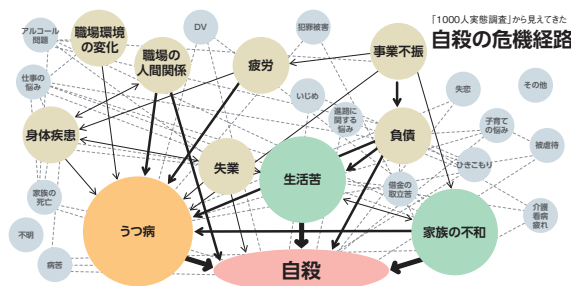 「1000人実態調査」から見えてきた
自殺の危機経路
アルコール
問題
職場環境
の変化
職場の
人間関係
DV
疲労
犯罪被害
事業不振
仕事の
悩み
いじめ
進路に
関する
悩み
失恋
その他
身体疾患
失業
生活苦
負債
子育て
の悩み
被虐待
ひきこもり
借金の
取立苦
家族の
死亡
うつ病
家族の不和
介護
看病
疲れ
不明
病苦
自殺